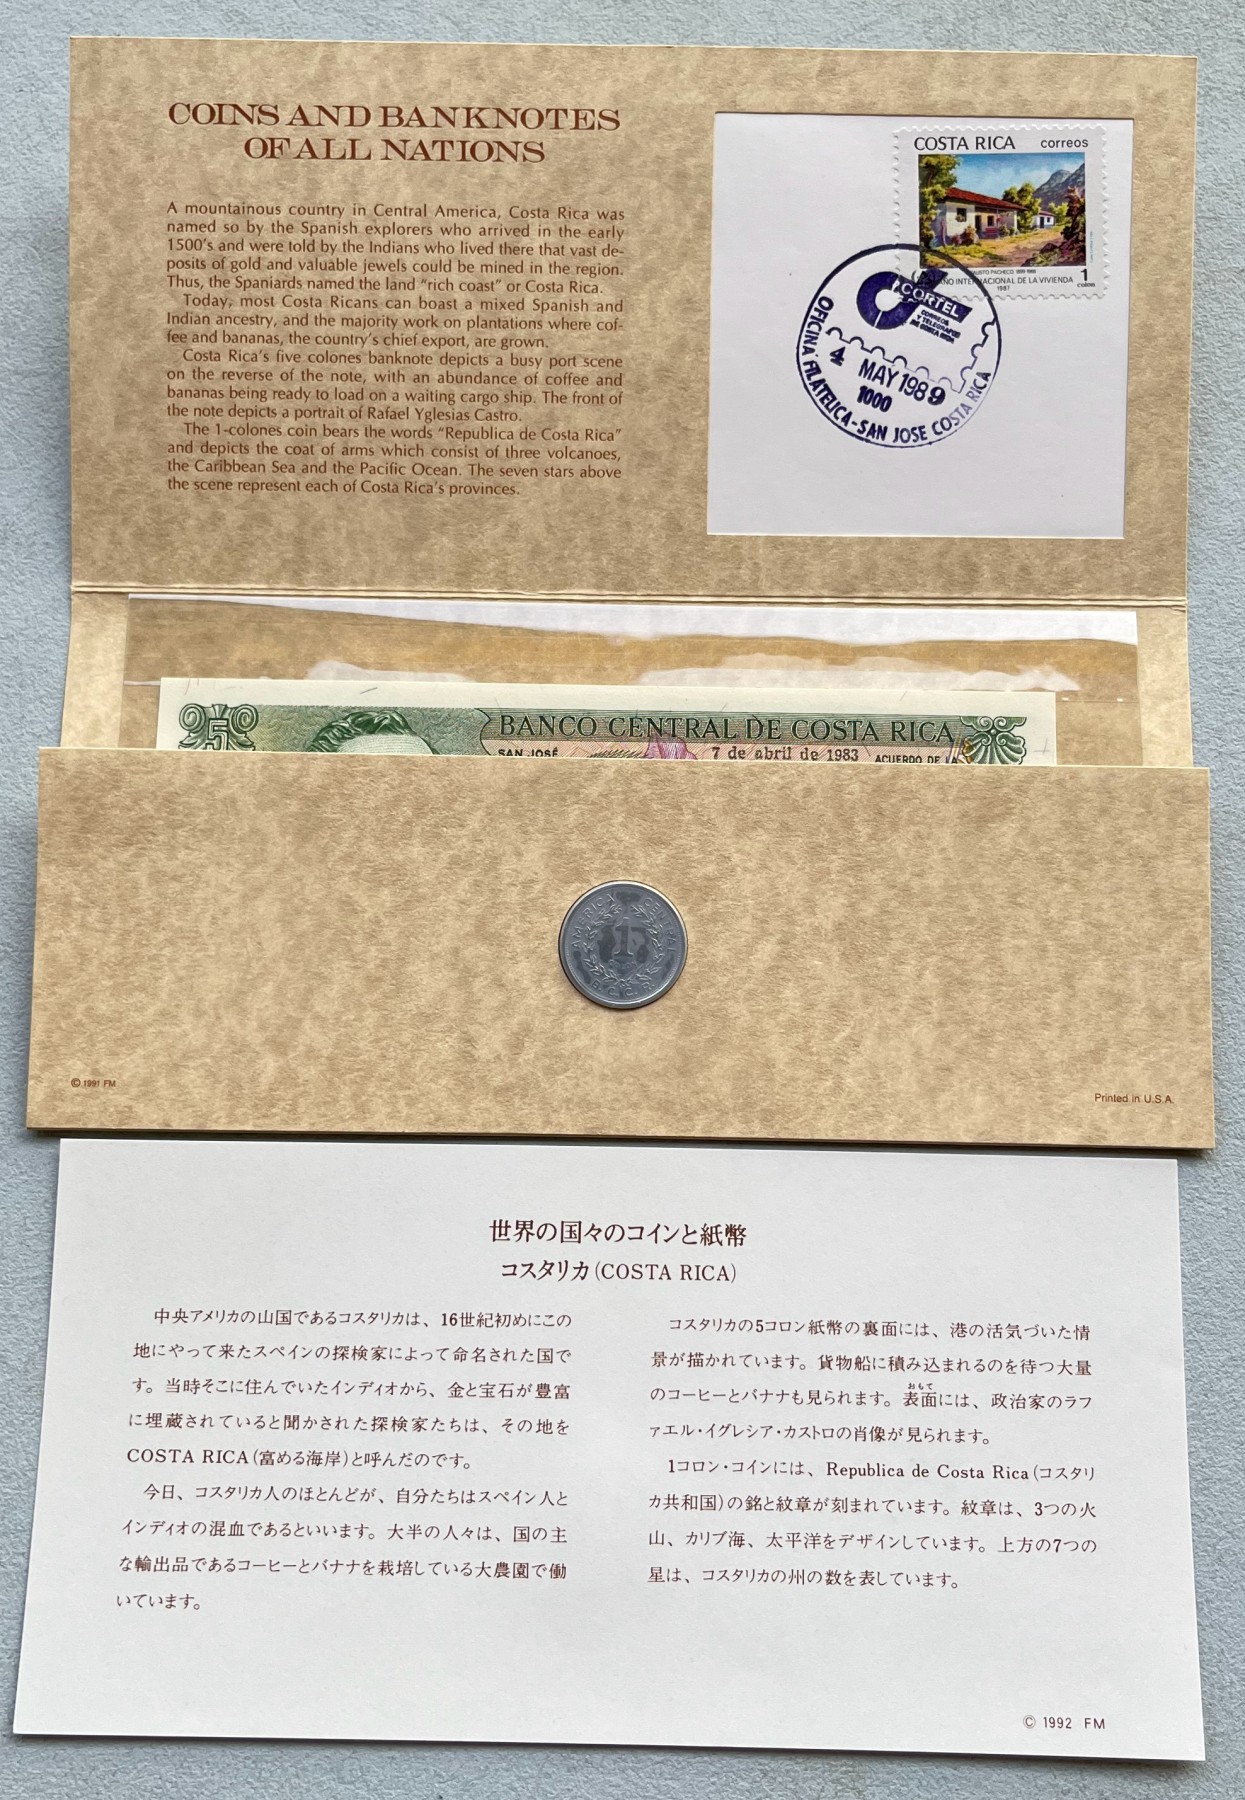 COINS AND BANKNOTES
OF ALL NATIONS
A mountainous country in Central America, Costa Rica was
named so by the Spanish explorers who arrived in the early
1500's and were told by the Indians who lived there that vast de-
posits of gold and valuable jewels could be mined in the region.
Thus, the Spaniards named the land "rich coast" or Costa Rica.
Today, most Costa Ricans can boast a mixed Spanish and
Indian ancestry, and the majority work on plantations where cof-
fee and bananas, the country's chief export, are grown.
Costa Rica's five colones banknote depicts a busy port scene
on the reverse of the note, with an abundance of coffee and
bananas being ready to load on a waiting cargo ship. The front of
the note depicts a portrait of Rafael Yglesias Castro.
The 1-colones coin bears the words "Republica de Costa Rica"
and depicts the coat of arms which consist of three volcanoes,
the Caribbean Sea and the Pacific Ocean. The seven stars above
the scene represent each of Costa Rica's provinces.
COSTA RICA correos
FAUSTO PACHECO 1899-1966
INTERNACIONAL DE LA VIVIENDA
1987
1
colon
CORTEL
CORREOS
Y TELEGRAFOS
DE COSTA RICA
4 MAY 1989
1000
OFICINA FILATELICA-SAN JOSE COSTA RICA
5
BANCO CENTRAL DE COSTA RICA
SAN JOSÉ 7 de abril de 1983 ACUERDO DE LA
AMERICA CENTRAL
1
B.C.C.R.
© 1991 FM
Printed in U.S.A.
世界の国々のコインと紙幣
コスタリカ(COSTA RICA)
中央アメリカの山国であるコスタリカは、16世紀初めにこの
地にやって来たスペインの探検家によって命名された国で
す。当時そこに住んでいたインディオから、金と宝石が豊富
に埋蔵されていると聞かされた探検家たちは、その地を
COSTA RICA(富める海岸)と呼んだのです。
今日、コスタリカ人のほとんどが、自分たちはスペイン人と
インディオの混血であるといいます。大半の人々は、国の主
な輸出品であるコーヒーとバナナを栽培している大農園で働
いています。
コスタリカの5コロン紙幣の裏面には、港の活気づいた情
景が描かれています。貨物船に積み込まれるのを待つ大量
のコーヒーとバナナも見られます。表面には、政治家のラフ
おもて
ァエル・イグレシア・カストロの肖像が見られます。
1コロン・コインには、Republica de Costa Rica(コスタリ
カ共和国)の銘と紋章が刻まれています。紋章は、3つの火
山、カリブ海、太平洋をデザインしています。上方の7つの
星は、コスタリカの州の数を表しています。
© 1992 FM